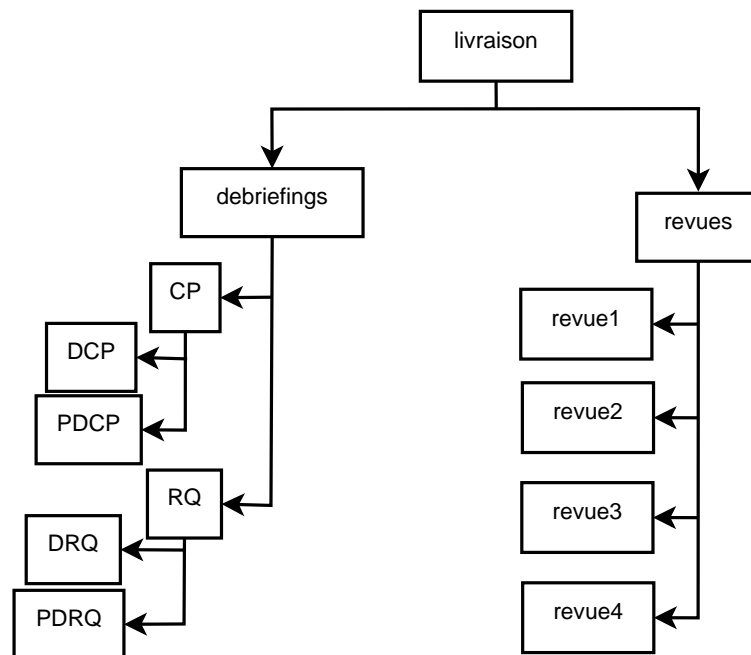 livraison
debriefings
revues
CP
DCP
PDCP
RQ
DRQ
PDRQ
revue1
revue2
revue3
revue4